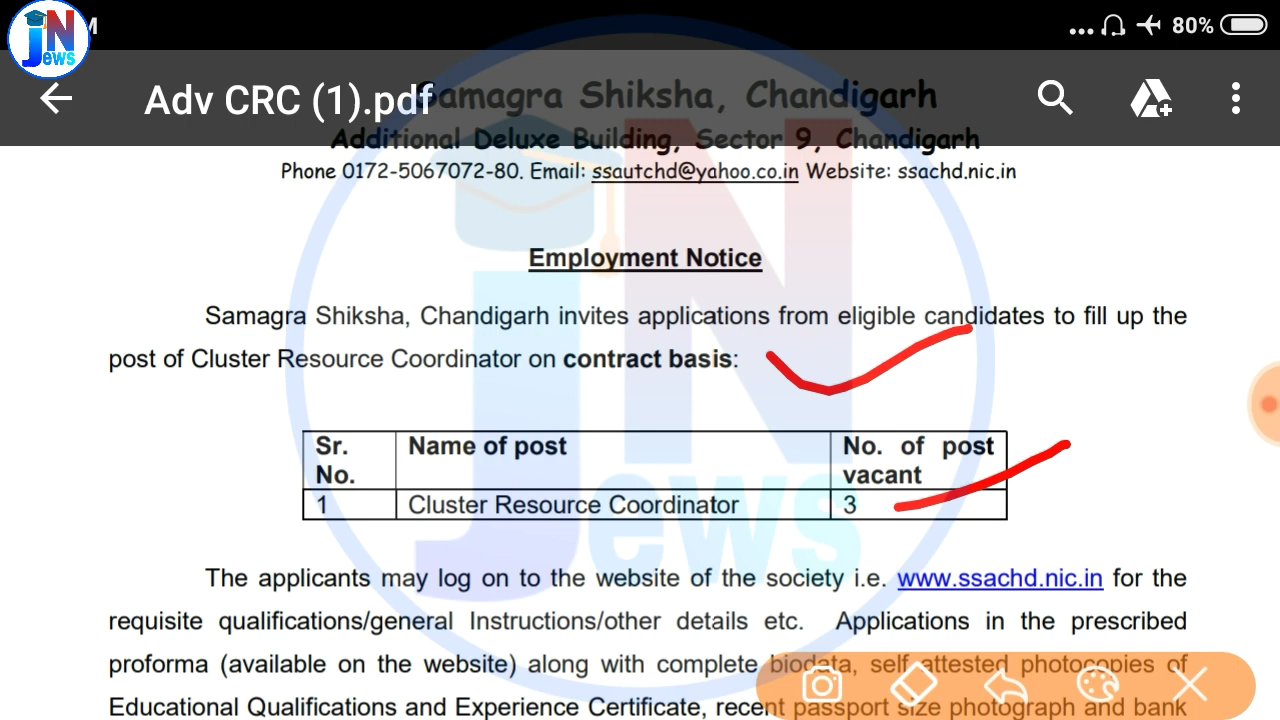 M
80%
jN
Jews
Adv CRC (1).pdf
Samagra Shiksha, Chandigarh
Additional Deluxe Building, Sector 9, Chandigarh
Phone 0172-5067072-80. Email: ssautchd@yahoo.co.in Website: ssachd.nic.in
Employment Notice
Samagra Shiksha, Chandigarh invites applications from eligible candidates to fill up the
post of Cluster Resource Coordinator on contract basis:
Sr. No. Name of post No. of post vacant
1 Cluster Resource Coordinator 3
The applicants may log on to the website of the society i.e. www.ssachd.nic.in for the
requisite qualifications/general Instructions/other details etc. Applications in the prescribed
proforma (available on the website) along with complete biodata, self attested photocopies of
Educational Qualifications and Experience Certificate, recent passport size photograph and bank
jN
Jews